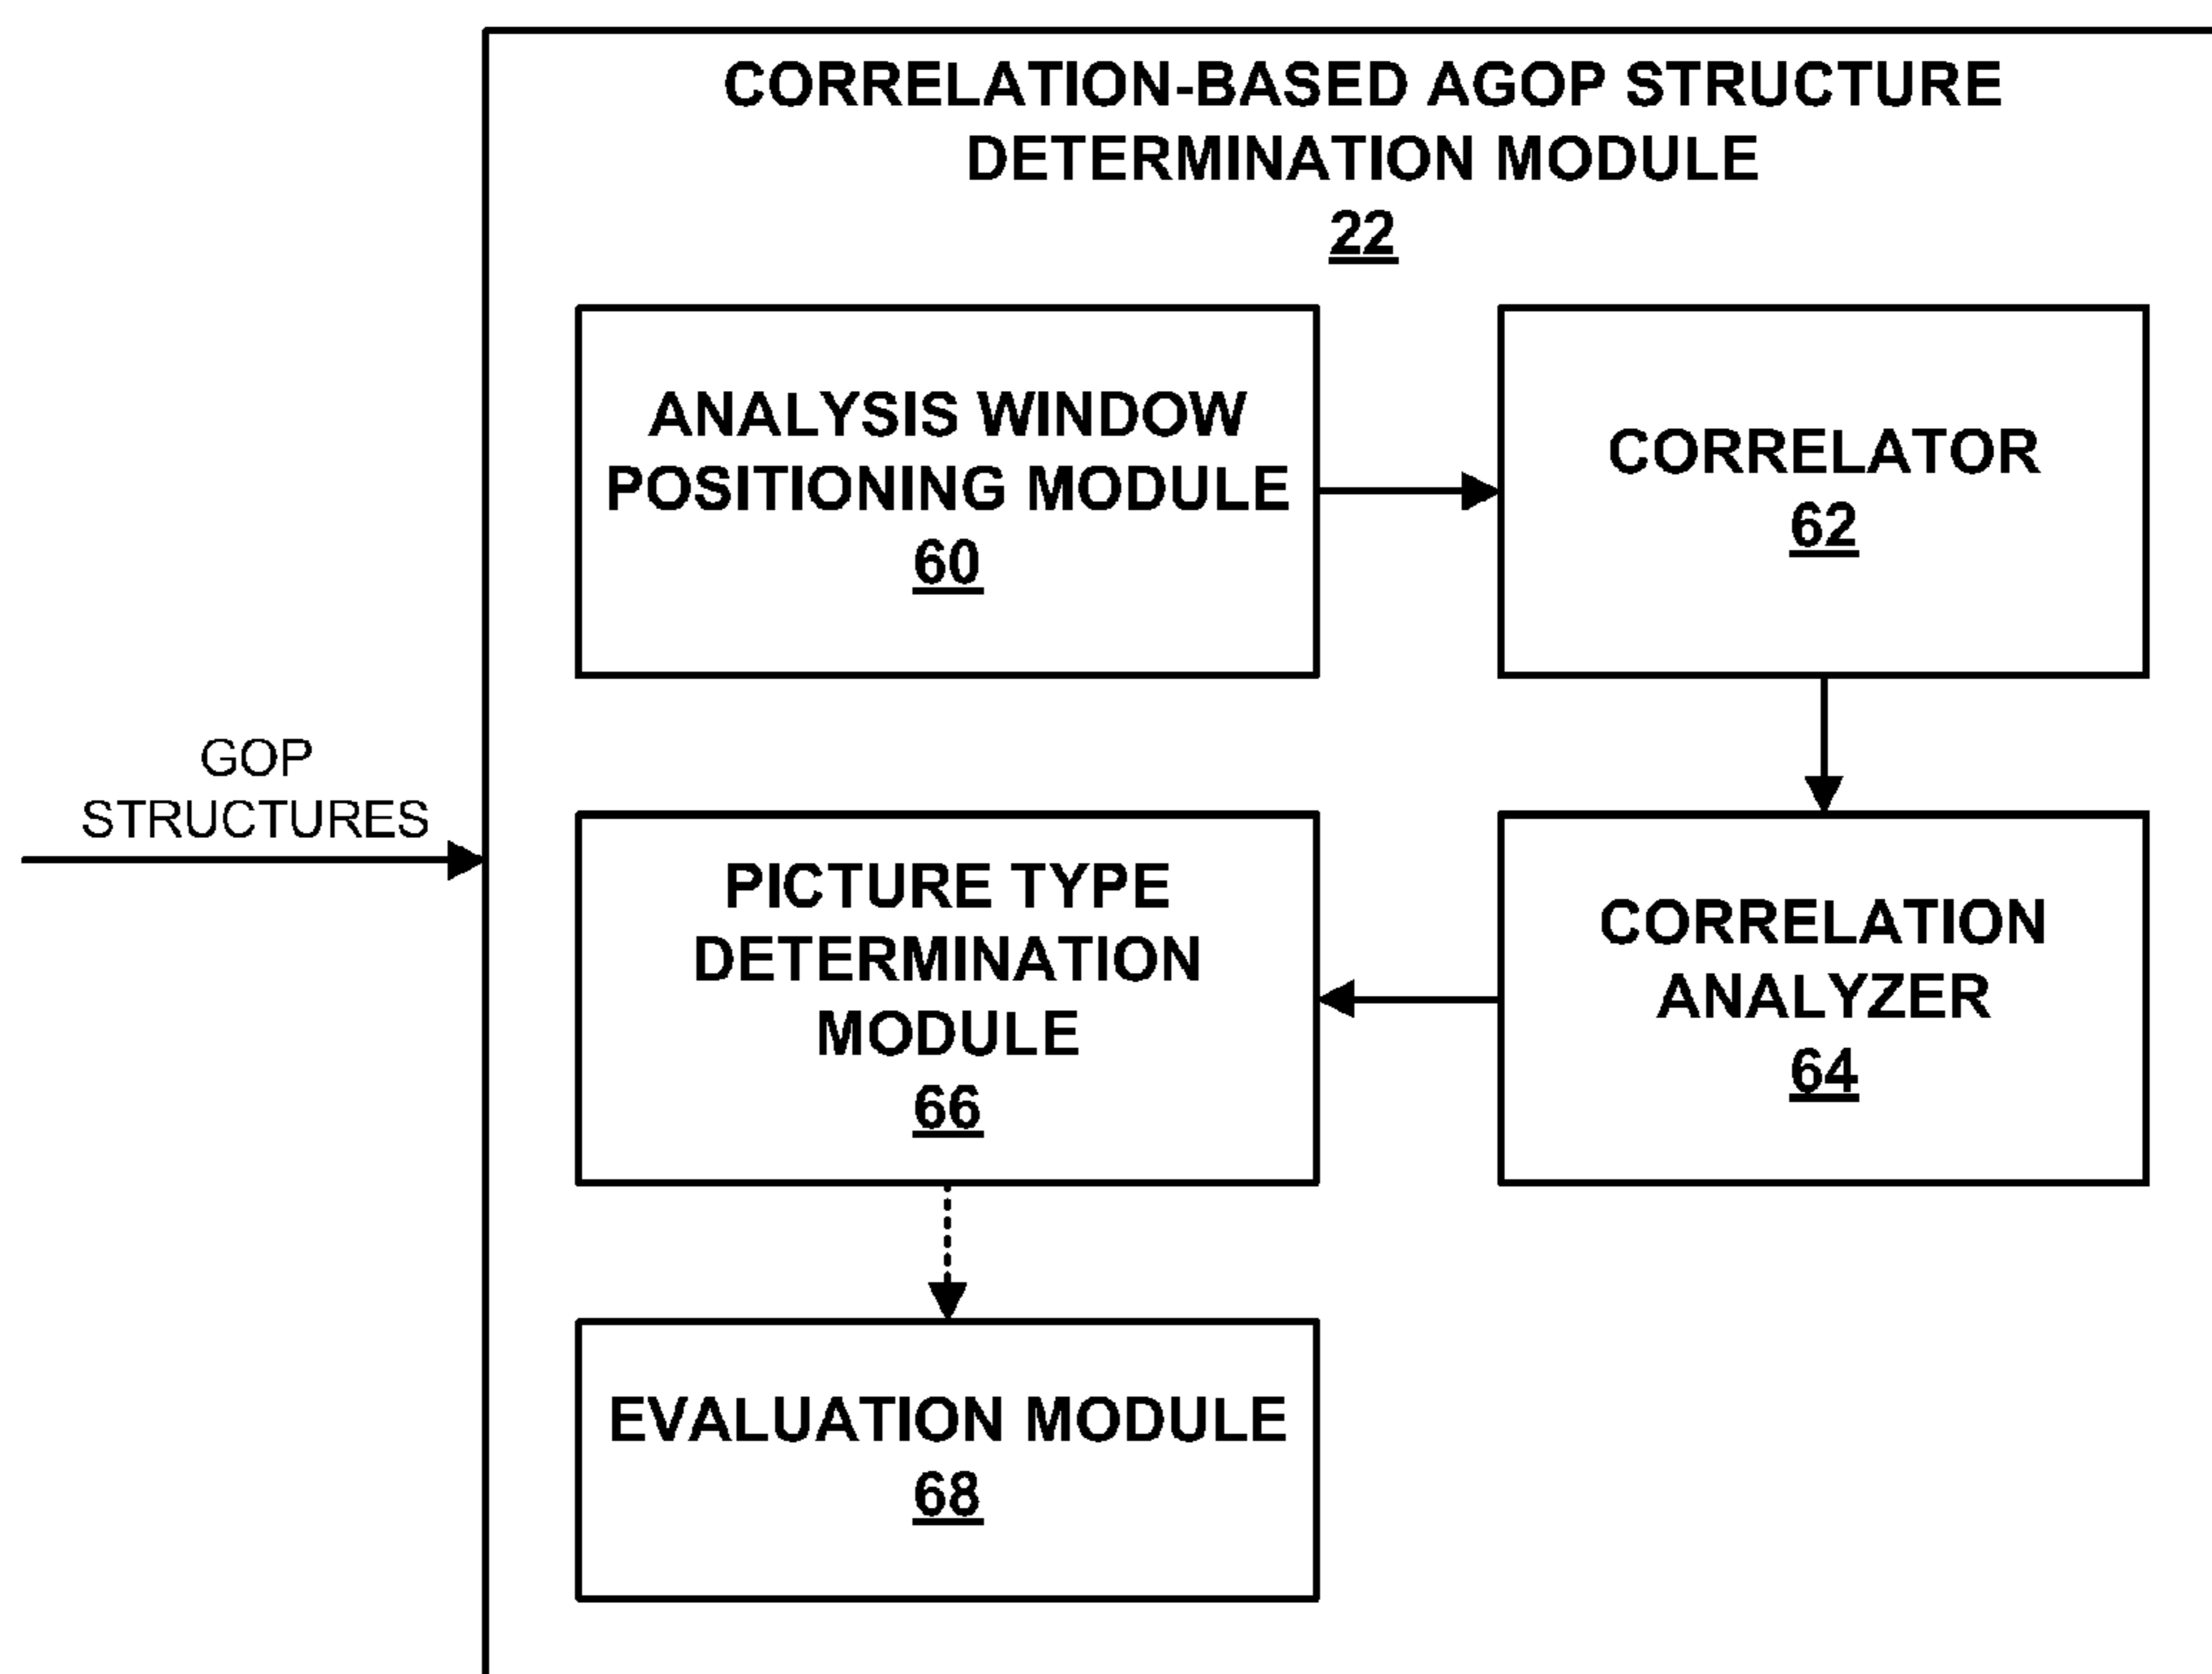 CORRELATION-BASED AGOP STRUCTURE
DETERMINATION MODULE
22
ANALYSIS WINDOW
POSITIONING MODULE
60
CORRELATOR
62
GOP
STRUCTURES
PICTURE TYPE
DETERMINATION
MODULE
66
CORRELATION
ANALYZER
64
EVALUATION MODULE
68